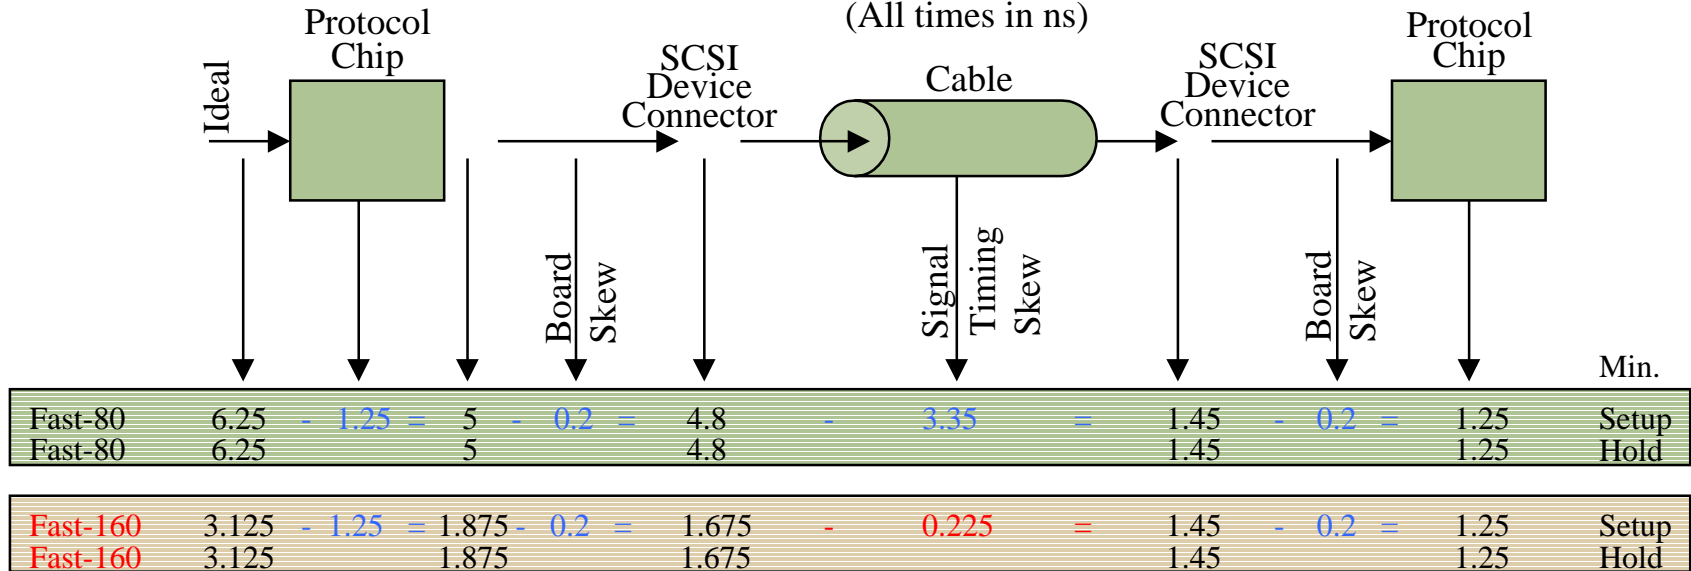 (All times in ns)
Protocol
Chip
SCSI
Device
Connector
Cable
SCSI
Device
Connector
Protocol
Chip
Ideal
Board
Skew
Signal
Timing
Skew
Board
Skew
Min.
Fast-80 6.25 - 1.25 = 5 - 0.2 = 4.8 - 3.35 = 1.45 - 0.2 = 1.25 Setup
Fast-80 6.25 5 4.8 1.45 1.25 Hold
Fast-160 3.125 - 1.25 = 1.875 - 0.2 = 1.675 - 0.225 = 1.45 - 0.2 = 1.25 Setup
Fast-160 3.125 1.875 1.675 1.45 1.25 Hold